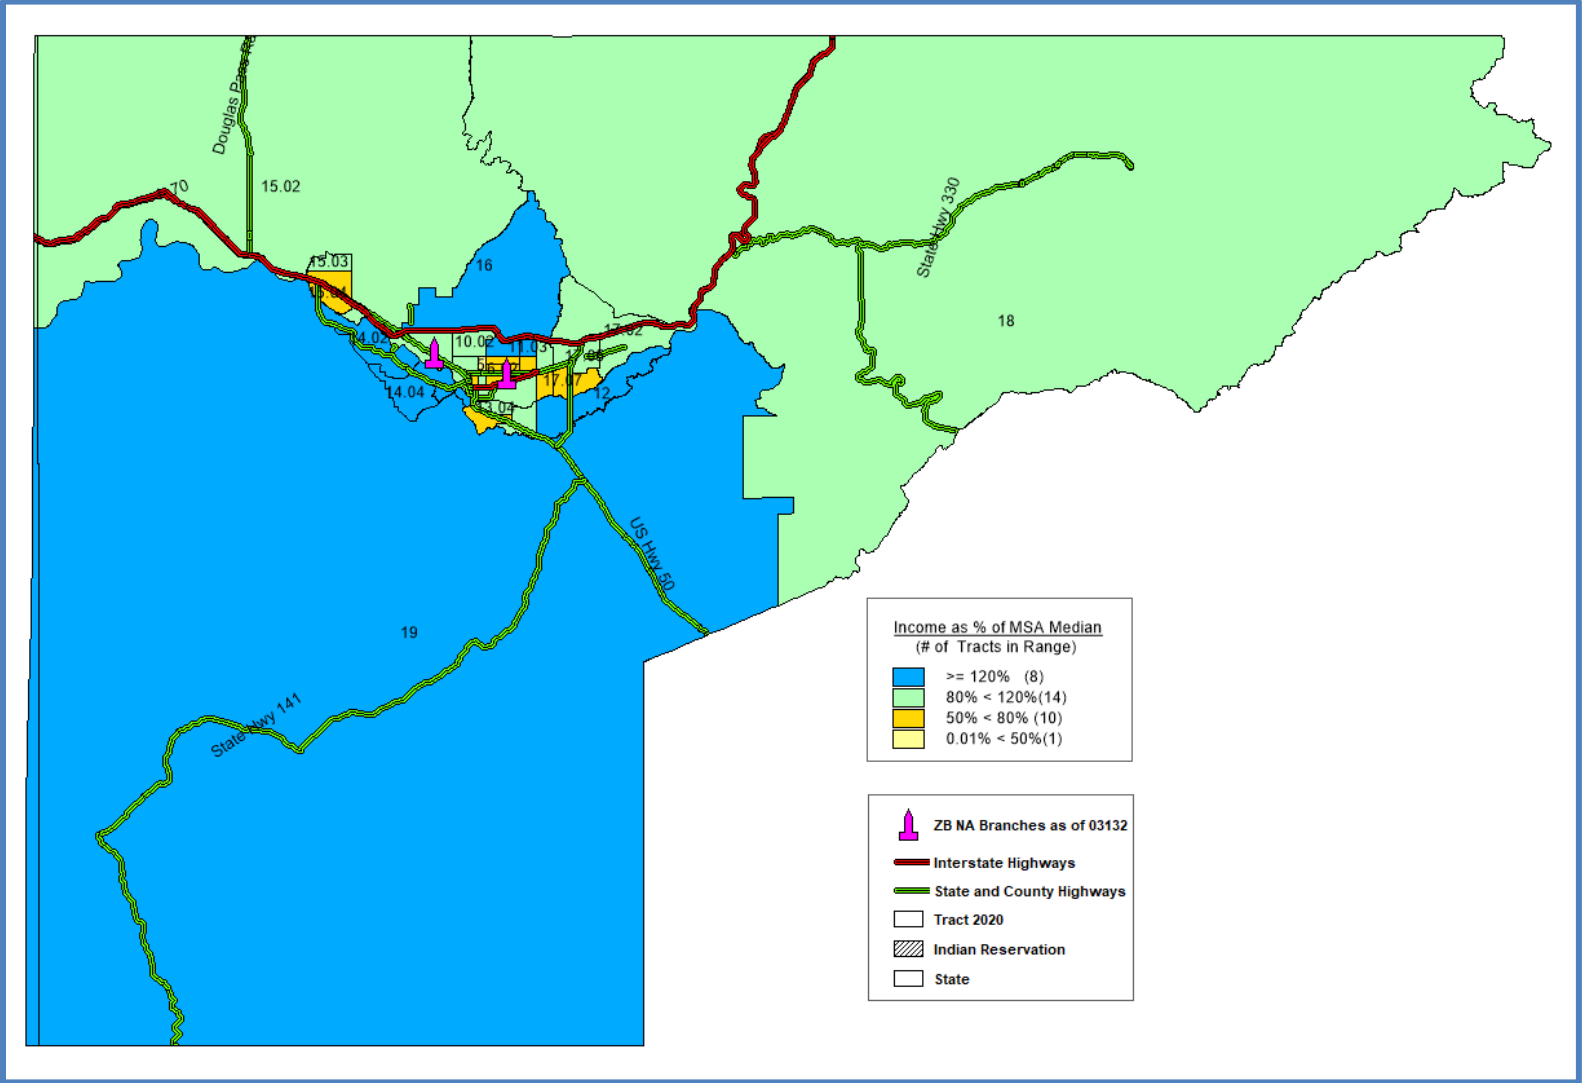 Douglas Pass
70
15.02
State Hwy 330
16
15.03
15.04
18
17.02
14.02
10.02
11.03
17.07
14.04
12
13.04
US Hwy 50
19
State Hwy 141
Income as % of MSA Median
(# of Tracts in Range)
>= 120% (8)
80% < 120%(14)
50% < 80% (10)
0.01% < 50%(1)
ZB NA Branches as of 03132
Interstate Highways
State and County Highways
Tract 2020
Indian Reservation
State